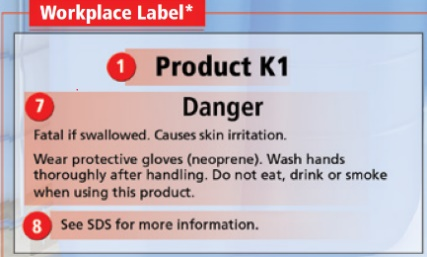 Workplace Label*
1 Product K1
7 Danger
Fatal if swallowed. Causes skin irritation.
Wear protective gloves (neoprene). Wash hands
thoroughly after handling. Do not eat, drink or smoke
when using this product.
8 See SDS for more information.